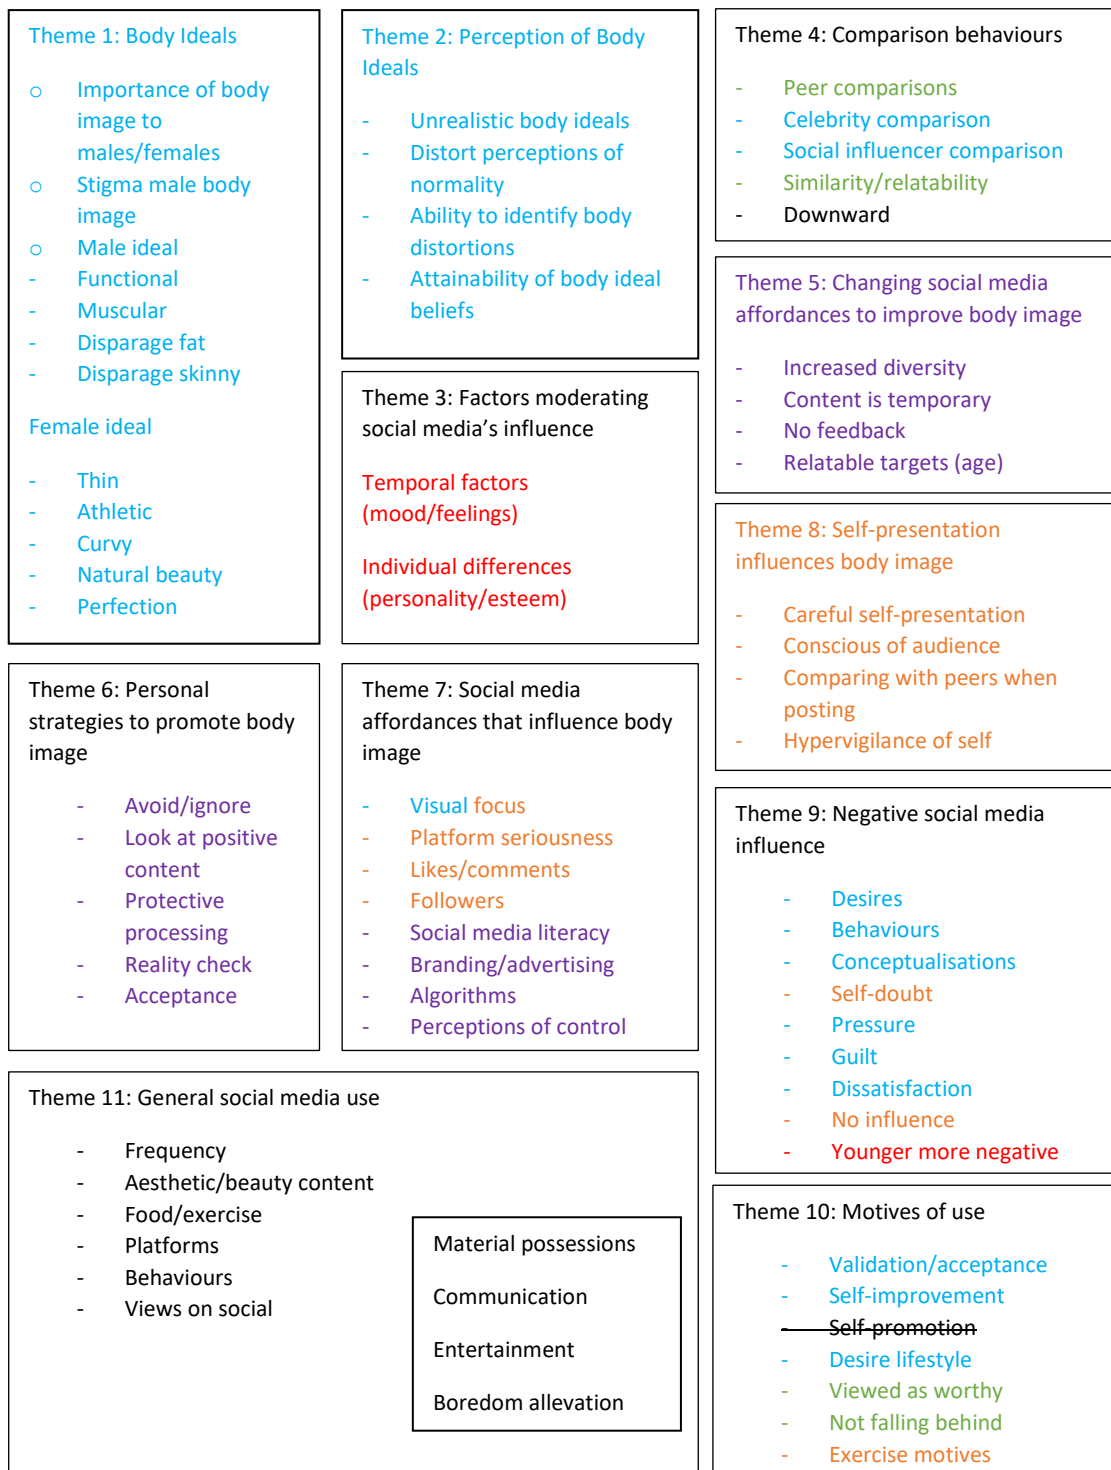 Theme 1: Body Ideals
o Importance of body
image to
males/females
o Stigma male body
image
o Male ideal
- Functional
- Muscular
- Disparage fat
- Disparage skinny
Female ideal
- Thin
- Athletic
- Curvy
- Natural beauty
- Perfection
Theme 2: Perception of Body
Ideals
- Unrealistic body ideals
- Distort perceptions of
normality
- Ability to identify body
distortions
- Attainability of body ideal
beliefs
Theme 3: Factors moderating
social media's influence
Temporal factors
(mood/feelings)
Individual differences
(personality/esteem)
Theme 4: Comparison behaviours
- Peer comparisons
- Celebrity comparison
- Social influencer comparison
- Similarity/relatability
- Downward
Theme 5: Changing social media
affordances to improve body image
- Increased diversity
- Content is temporary
- No feedback
- Relatable targets (age)
Theme 8: Self-presentation
influences body image
- Careful self-presentation
- Conscious of audience
- Comparing with peers when
posting
- Hypervigilance of self
Theme 6: Personal
strategies to promote body
image
- Avoid/ignore
- Look at positive
content
- Protective
processing
- Reality check
- Acceptance
Theme 7: Social media
affordances that influence body
image
- Visual focus
- Platform seriousness
- Likes/comments
- Followers
- Social media literacy
- Branding/advertising
- Algorithms
- Perceptions of control
Theme 9: Negative social media
influence
- Desires
- Behaviours
- Conceptualisations
- Self-doubt
- Pressure
- Guilt
- Dissatisfaction
- No influence
- Younger more negative
Theme 11: General social media use
- Frequency
- Aesthetic/beauty content
- Food/exercise
- Platforms
- Behaviours
- Views on social
Material possessions
Communication
Entertainment
Boredom allevation
Theme 10: Motives of use
- Validation/acceptance
- Self-improvement
- Self-promotion
- Desire lifestyle
- Viewed as worthy
- Not falling behind
- Exercise motives